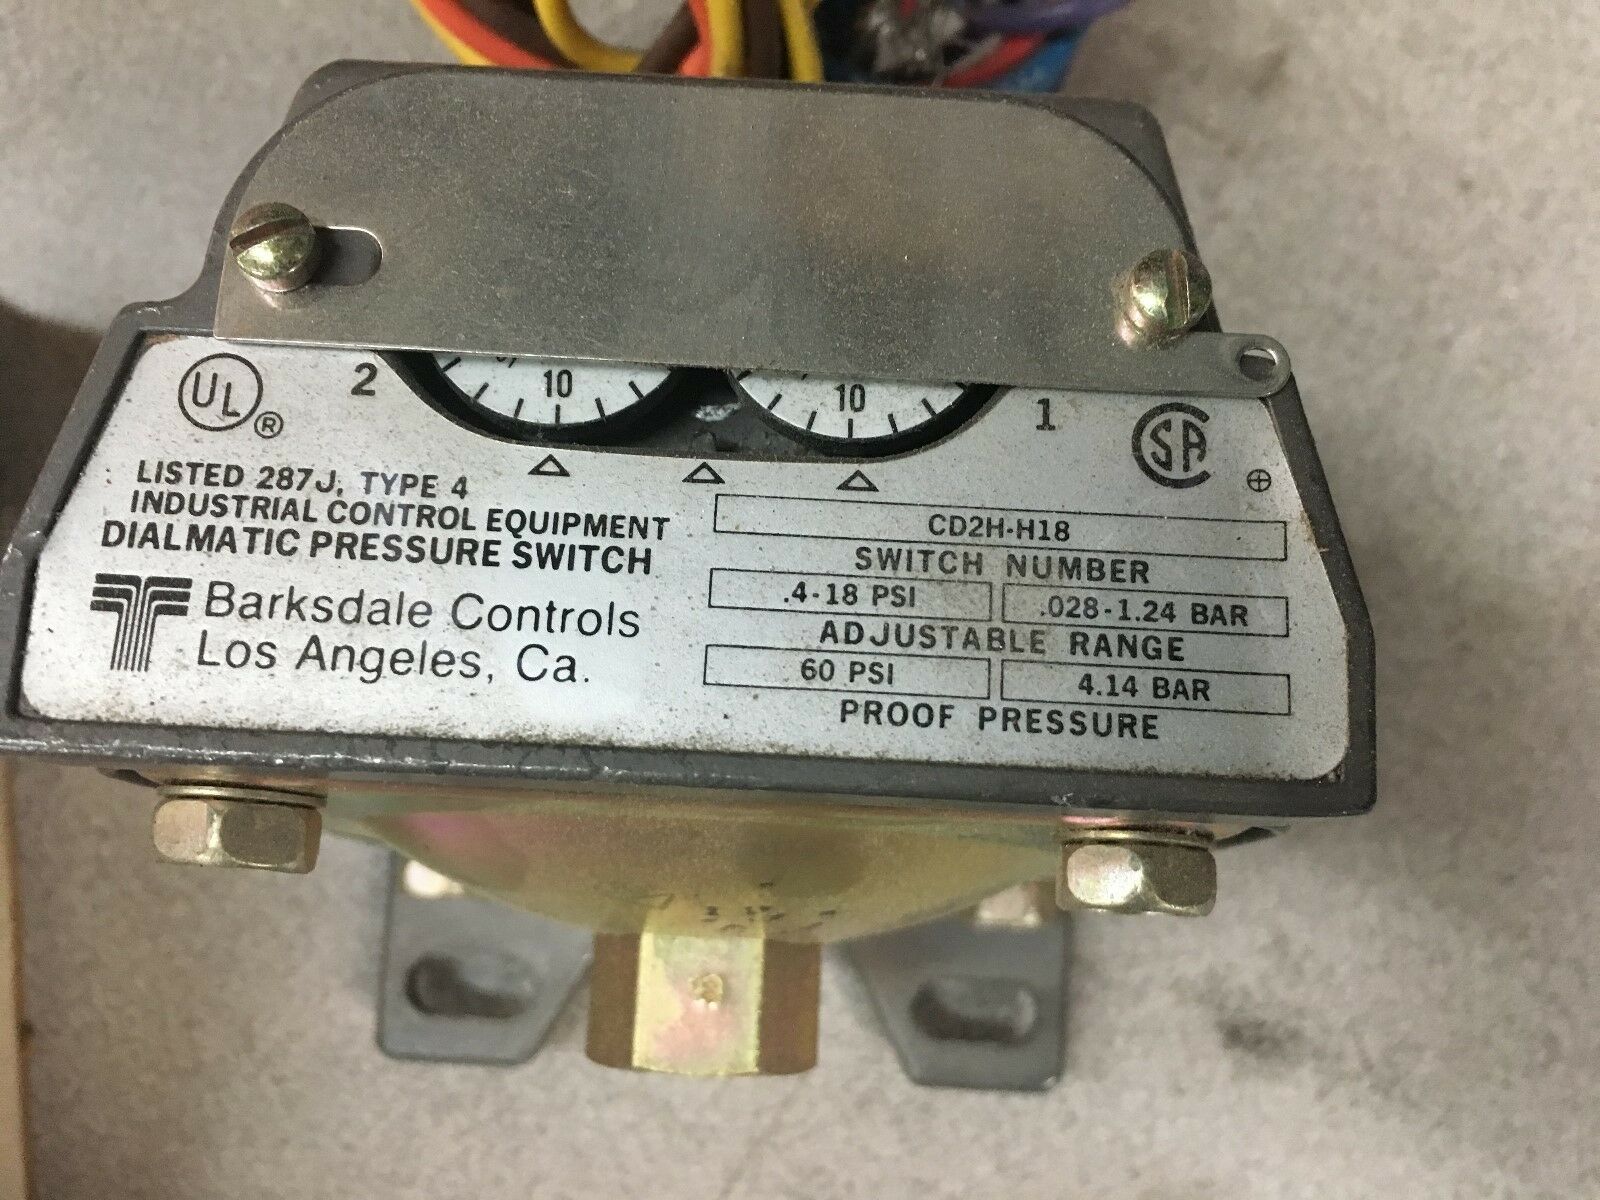 10
10
2
1
UL
®
SA
LISTED 287J, TYPE 4
INDUSTRIAL CONTROL EQUIPMENT
DIALMATIC PRESSURE SWITCH
Barksdale Controls
Los Angeles, Ca.
CD2H-H18
SWITCH NUMBER
.4-18 PSI
.028-1.24 BAR
ADJUSTABLE RANGE
60 PSI
4.14 BAR
PROOF PRESSURE